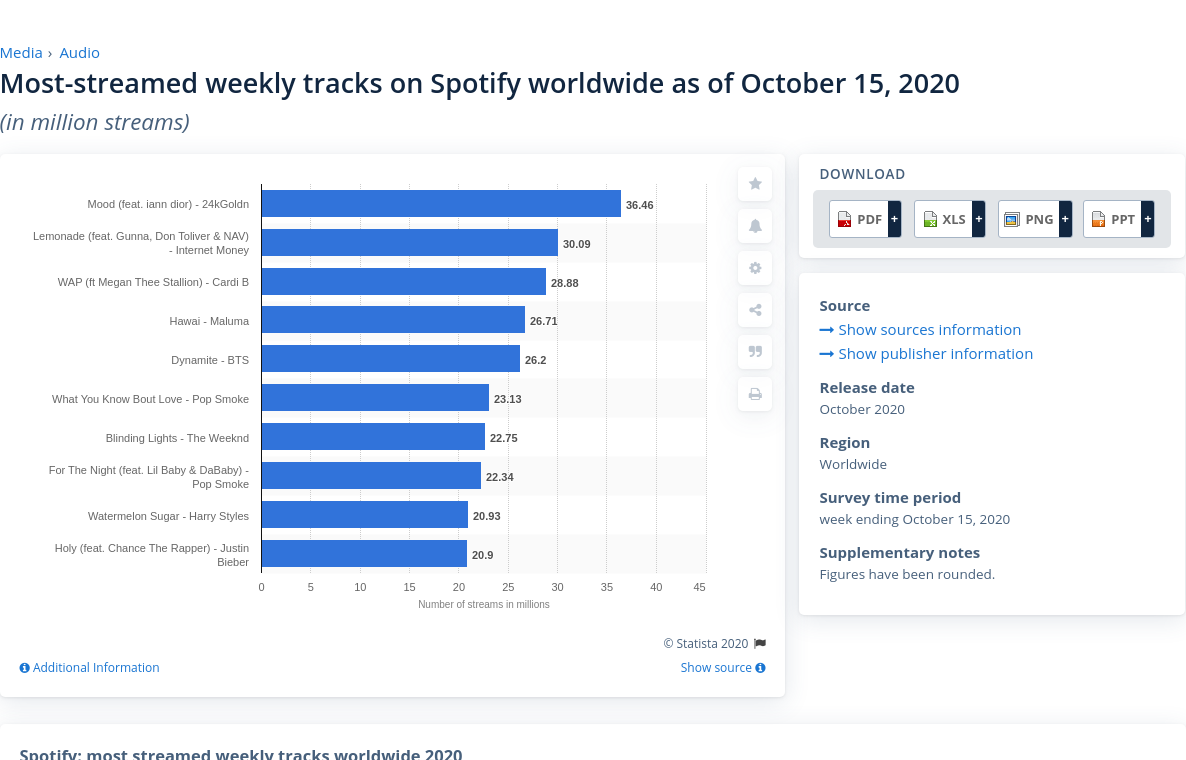 Media › Audio
Most-streamed weekly tracks on Spotify worldwide as of October 15, 2020
(in million streams)
Mood (feat. iann dior) - 24kGoldn
36.46
Lemonade (feat. Gunna, Don Toliver & NAV)
- Internet Money
30.09
WAP (ft Megan Thee Stallion) - Cardi B
28.88
Hawai - Maluma
26.71
Dynamite - BTS
26.2
What You Know Bout Love - Pop Smoke
23.13
Blinding Lights - The Weeknd
22.75
For The Night (feat. Lil Baby & DaBaby) -
Pop Smoke
22.34
Watermelon Sugar - Harry Styles
20.93
Holy (feat. Chance The Rapper) - Justin
Bieber
20.9
0 5 10 15 20 25 30 35 40 45
Number of streams in millions
© Statista 2020
Additional Information
Show source
DOWNLOAD
PDF + XLS + PNG + PPT +
Source
Show sources information
Show publisher information
Release date
October 2020
Region
Worldwide
Survey time period
week ending October 15, 2020
Supplementary notes
Figures have been rounded.
Spotify: most streamed weekly tracks worldwide 2020